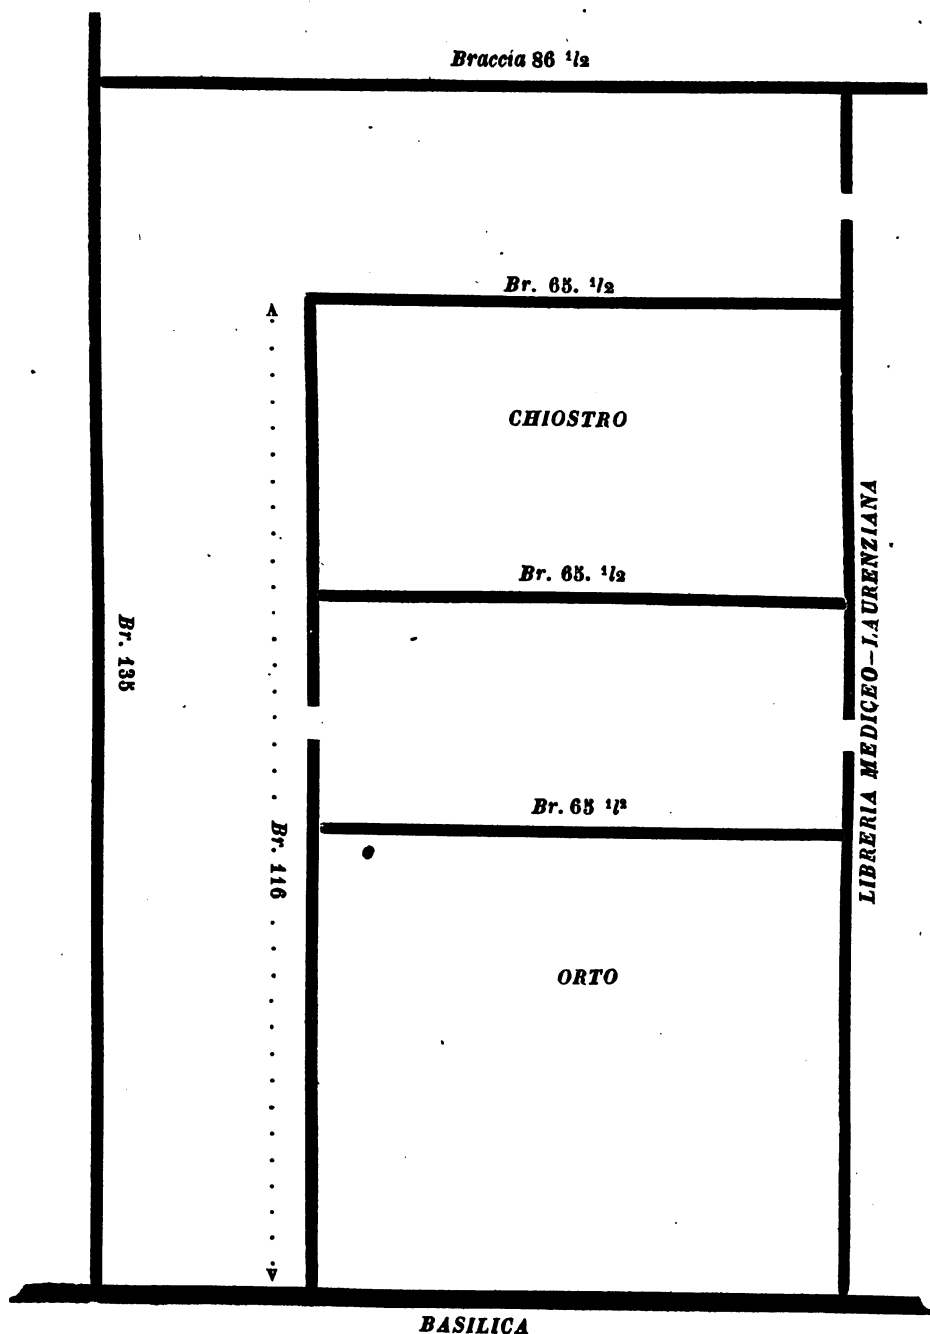 Braccia 86 1/2
Br. 65. 1/2
CHIOSTRO
Br. 65. 1/2
Br. 135
LIBRERIA MEDICEO-LAURENZIANA
Br. 65 1/2
Br. 116
ORTO
BASILICA